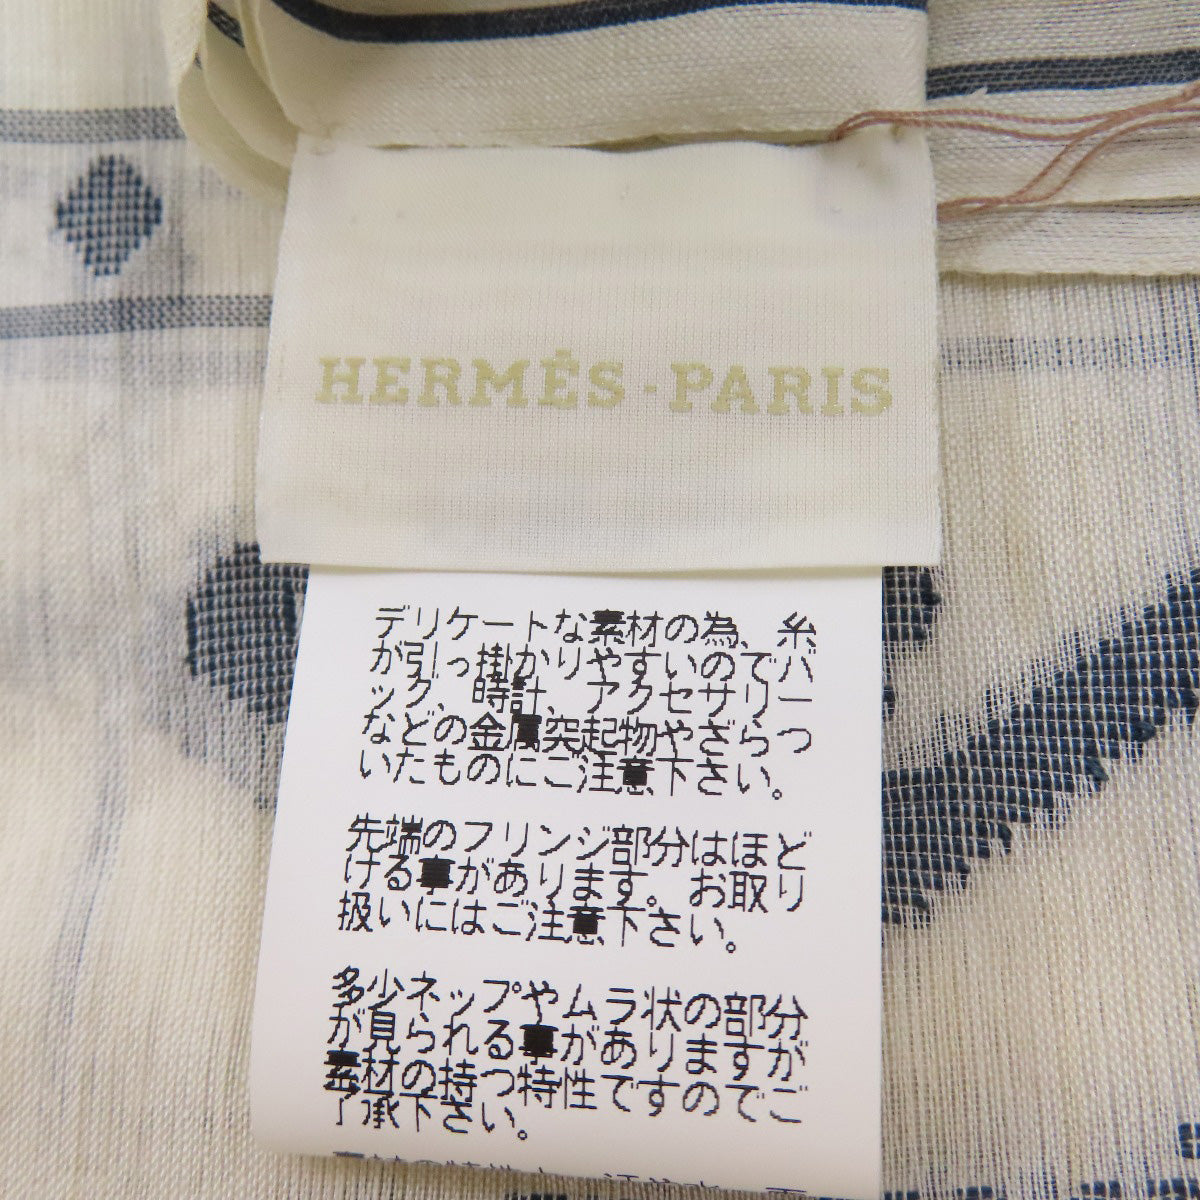 HERMÈS-PARIS
デリケートな素材の為、糸
が引っ掛かりやすいのでバ
ッグ、時計、アクセサリー
などの金属突起物やざらつ
いたものにご注意下さい。
先端のフリンジ部分はほど
ける事があります。お取り
扱いにはご注意下さい。
多少ネップやムラ状の部分
が見られる事がありますが
素材の持つ特性ですのでご
了承下さい。